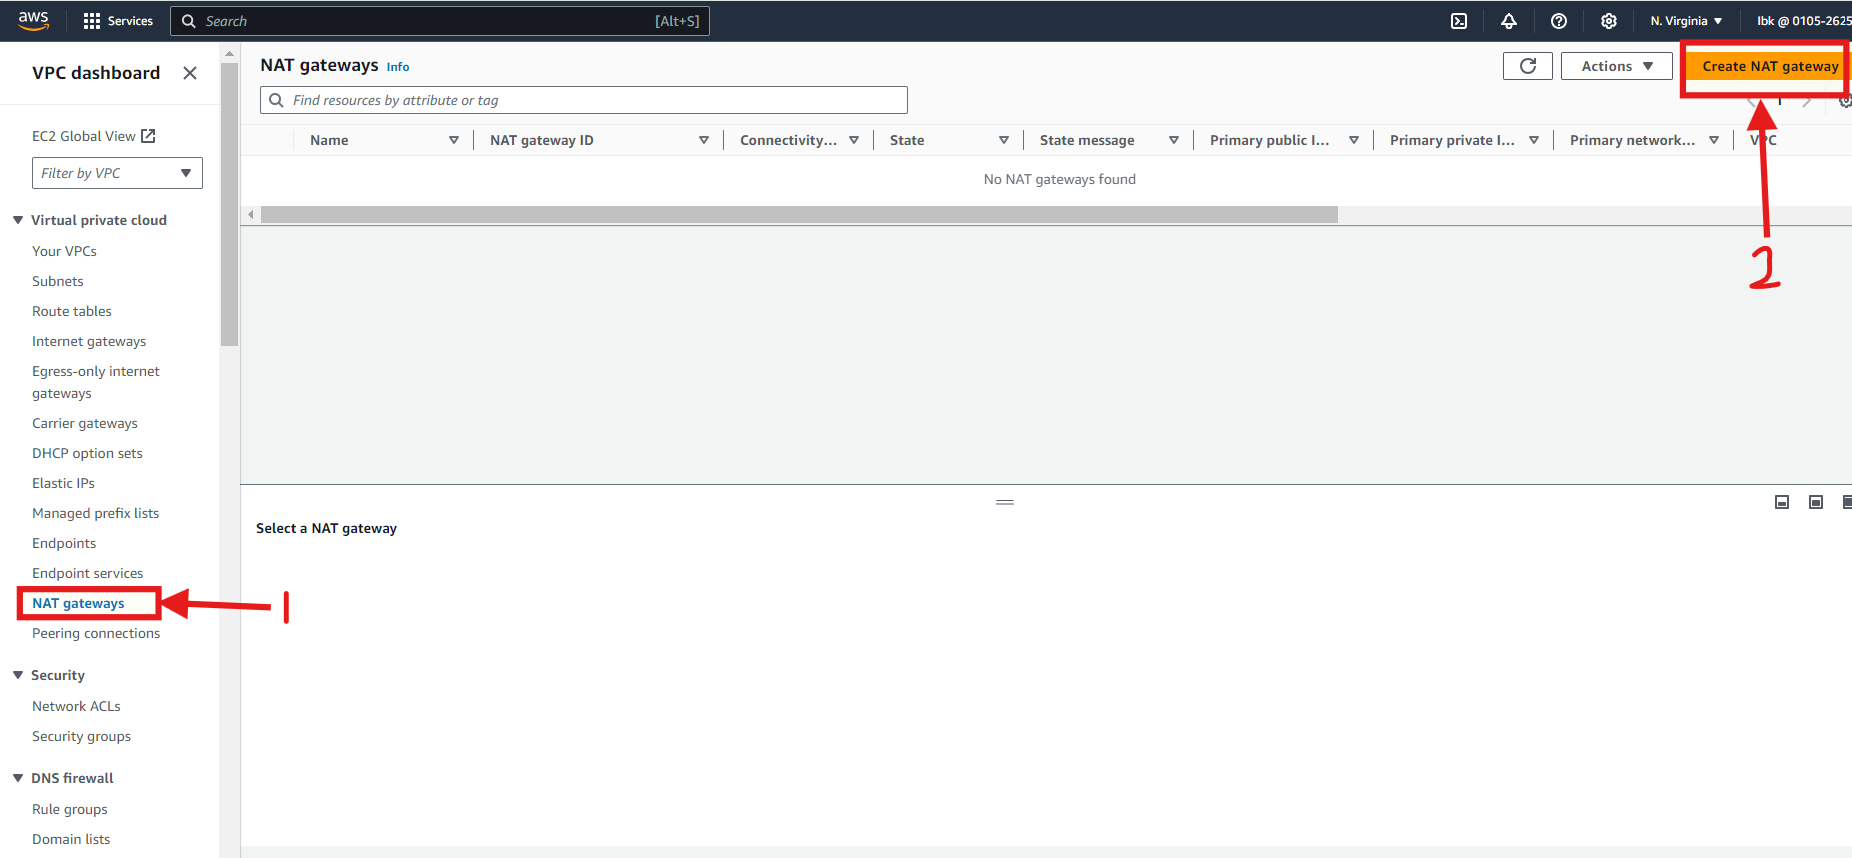 aws
Services
Search
[Alt+S]
N. Virginia
Ibk @ 0105-2625
VPC dashboard
EC2 Global View
Filter by VPC
Virtual private cloud
Your VPCs
Subnets
Route tables
Internet gateways
Egress-only internet
gateways
Carrier gateways
DHCP option sets
Elastic IPs
Managed prefix lists
Endpoints
Endpoint services
NAT gateways
1
Peering connections
Security
Network ACLs
Security groups
DNS firewall
Rule groups
Domain lists
NAT gateways Info
Actions
Create NAT gateway
Find resources by attribute or tag
1
Name
NAT gateway ID
Connectivity...
State
State message
Primary public I...
Primary private I...
Primary network...
VPC
No NAT gateways found
2
Select a NAT gateway